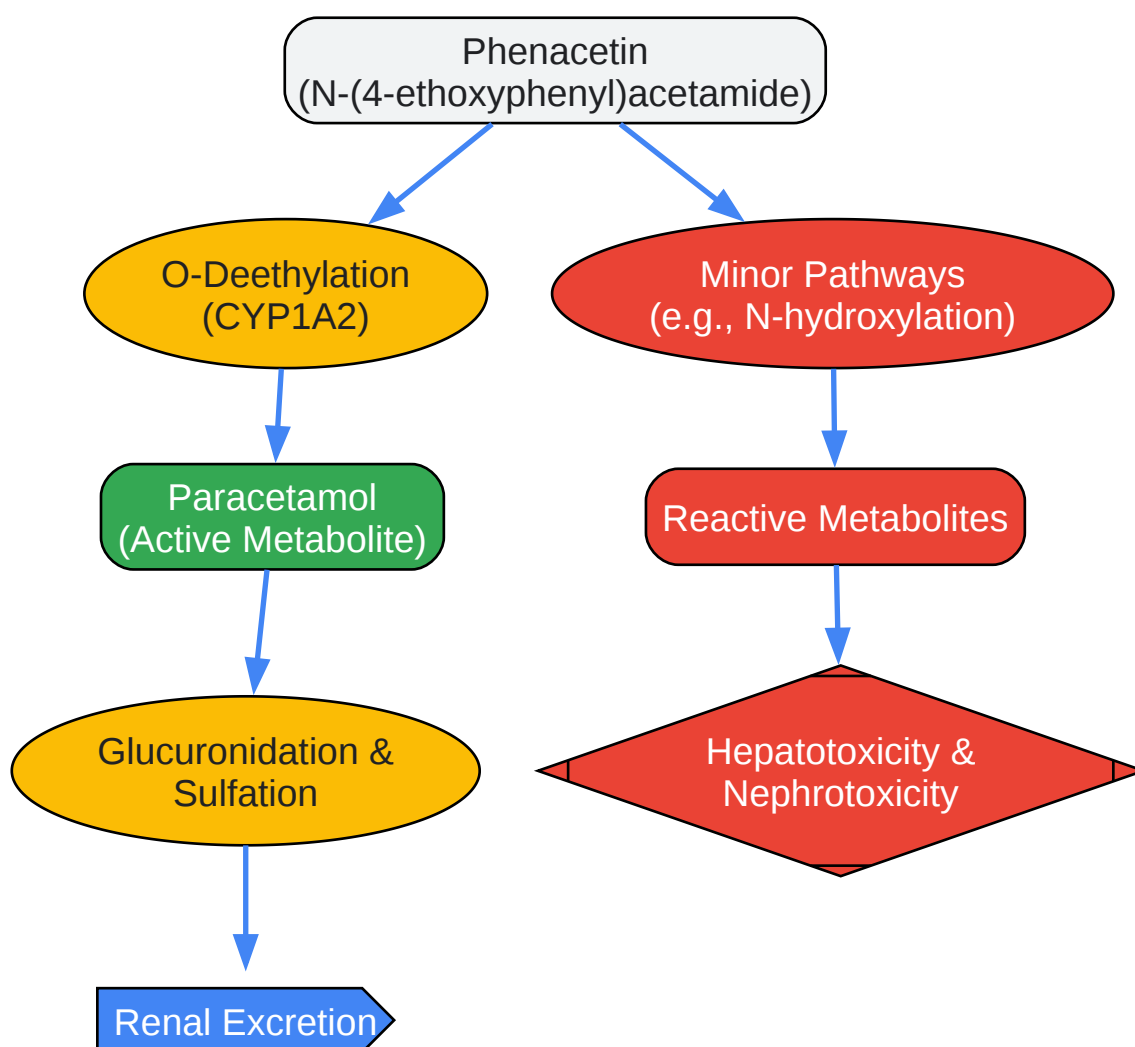 Phenacetin
(N-(4-ethoxyphenyl)acetamide)
O-Deethylation
(CYP1A2)
Minor Pathways
(e.g., N-hydroxylation)
Paracetamol
(Active Metabolite)
Reactive Metabolites
Glucuronidation &
Sulfation
Hepatotoxicity &
Nephrotoxicity
Renal Excretion